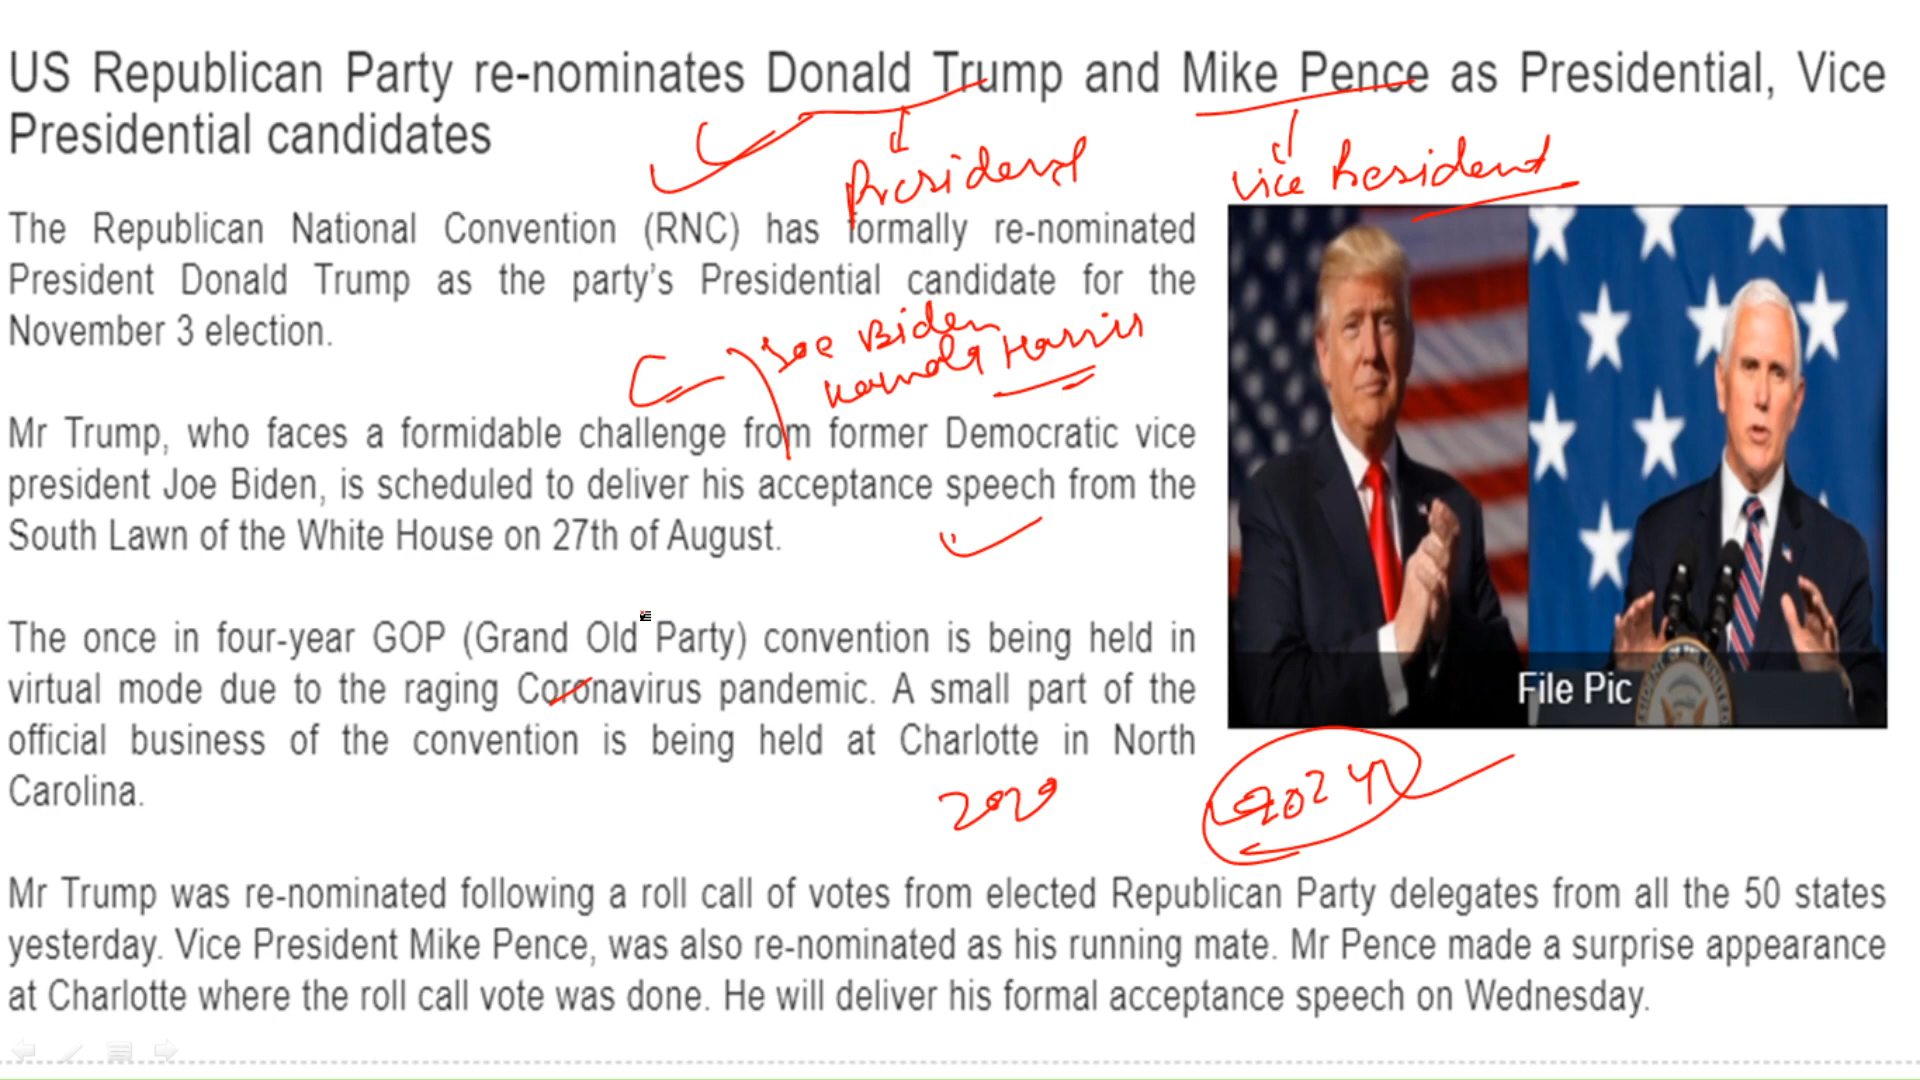 US Republican Party re-nominates Donald Trump and Mike Pence as Presidential, Vice
Presidential candidates
President
Vice President
The Republican National Convention (RNC) has formally re-nominated
President Donald Trump as the party's Presidential candidate for the
November 3 election.
Joe Biden
Kamala Harris
Mr Trump, who faces a formidable challenge from former Democratic vice
president Joe Biden, is scheduled to deliver his acceptance speech from the
South Lawn of the White House on 27th of August.
The once in four-year GOP (Grand Old Party) convention is being held in
virtual mode due to the raging Coronavirus pandemic. A small part of the
official business of the convention is being held at Charlotte in North
Carolina.
File Pic
2020
2024
Mr Trump was re-nominated following a roll call of votes from elected Republican Party delegates from all the 50 states
yesterday. Vice President Mike Pence, was also re-nominated as his running mate. Mr Pence made a surprise appearance
at Charlotte where the roll call vote was done. He will deliver his formal acceptance speech on Wednesday.